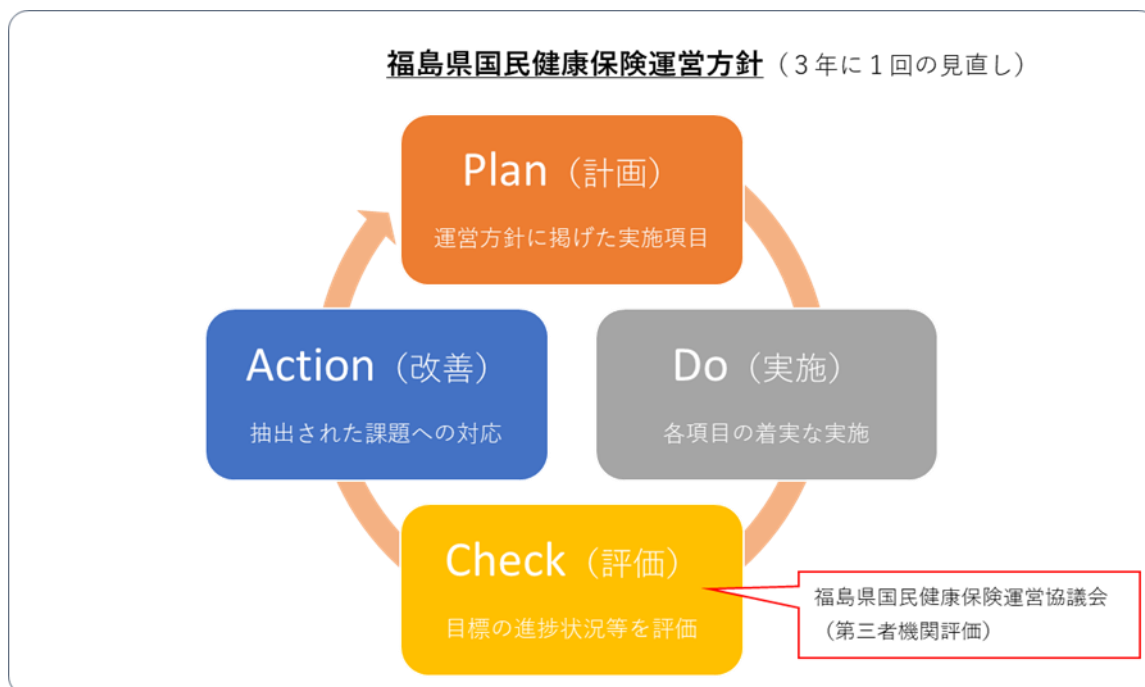 福島県国民健康保険運営方針（３年に１回の見直し）
Plan（計画）
運営方針に掲げた実施項目
Action（改善）
抽出された課題への対応
Do（実施）
各項目の着実な実施
Check（評価）
目標の進捗状況等を評価
福島県国民健康保険運営協議会
（第三者機関評価）